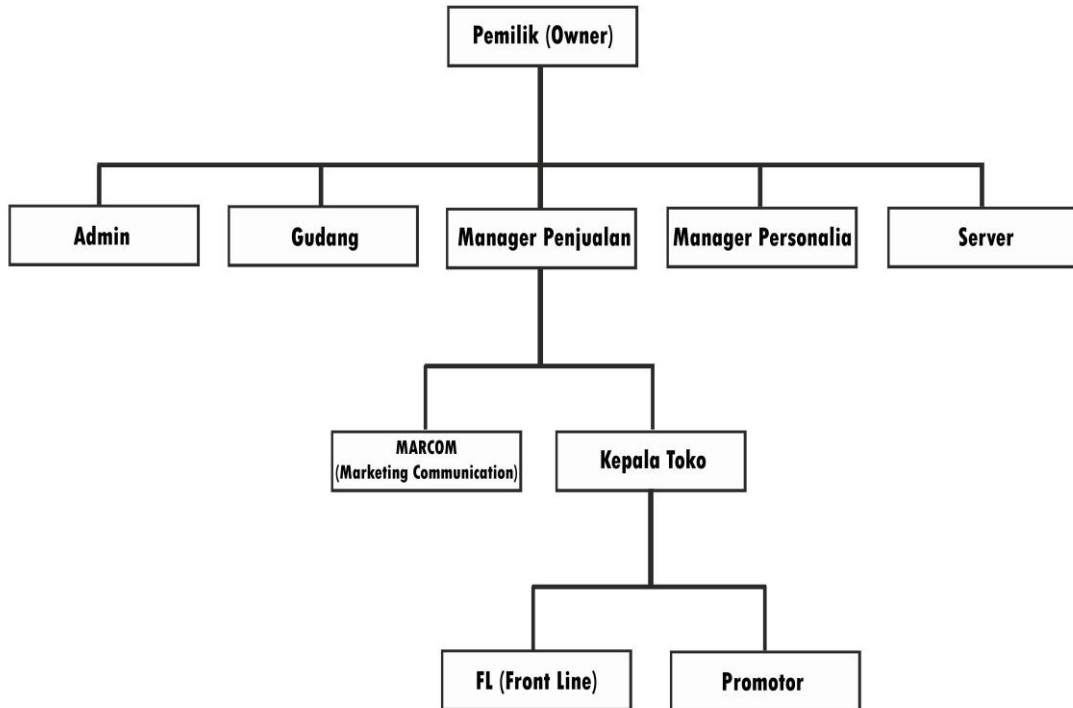 Pemilik (Owner)
Admin
Gudang
Manager Penjualan
Manager Personalia
Server
MARCOM
(Marketing Communication)
Kepala Toko
FL (Front Line)
Promotor